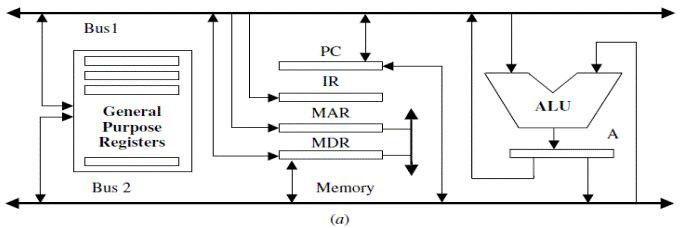 Bus1
PC
IR
General
Purpose
Registers
MAR
MDR
ALU
A
Bus 2
Memory
(a)